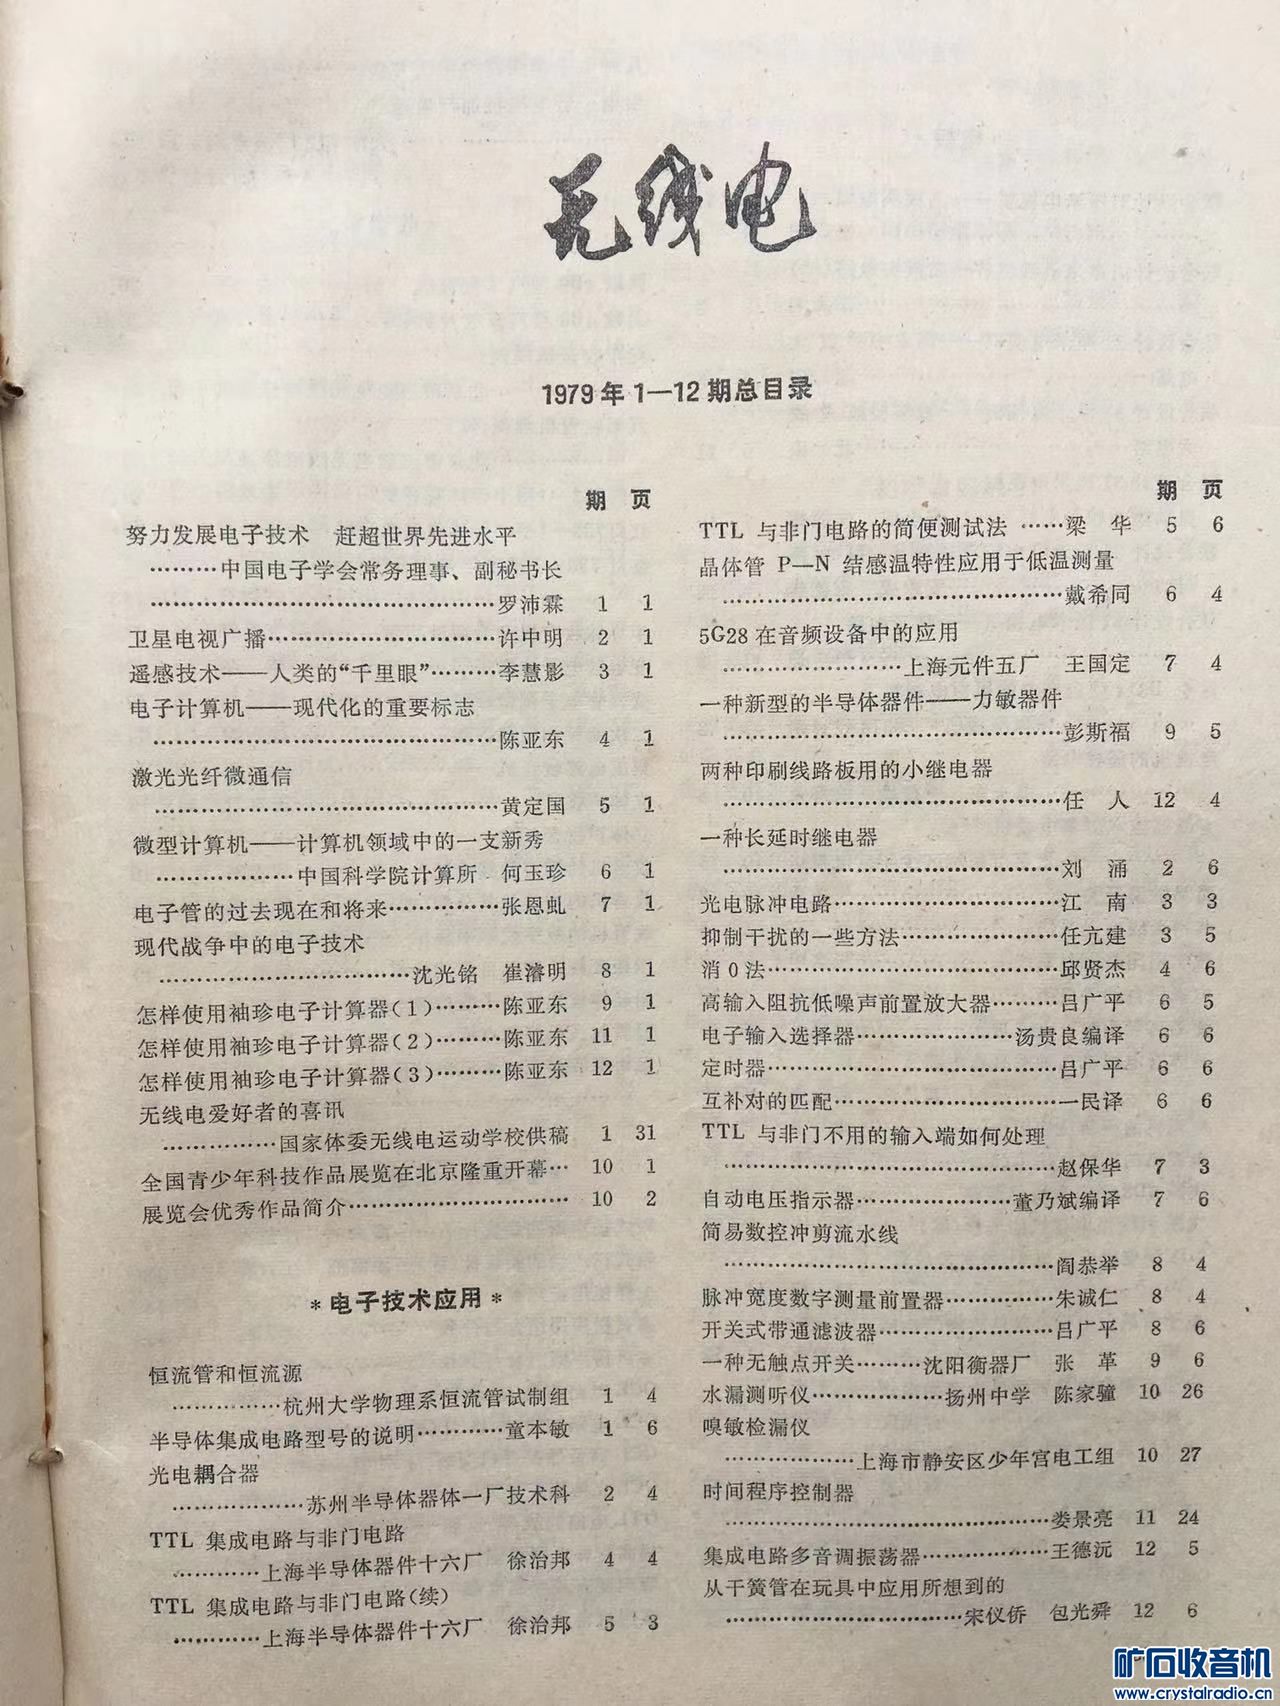 无线电
1979年1—12期总目录
期 页
努力发展电子技术 赶超世界先进水平
………中国电子学会常务理事、副秘书长
……………………………………罗沛霖 1 1
卫星电视广播………………………许中明 2 1
遥感技术——人类的“千里眼”………李慧影 3 1
电子计算机——现代化的重要标志
……………………………………陈亚东 4 1
激光光纤微通信
……………………………………黄定国 5 1
微型计算机——计算机领域中的一支新秀
………………中国科学院计算所 何玉珍 6 1
电子管的过去现在和将来……………张恩虬 7 1
现代战争中的电子技术
…………………………沈光铭 崔濬明 8 1
怎样使用袖珍电子计算器(1)………陈亚东 9 1
怎样使用袖珍电子计算器(2)………陈亚东 11 1
怎样使用袖珍电子计算器(3)………陈亚东 12 1
无线电爱好者的喜讯
……………国家体委无线电运动学校供稿 1 31
全国青少年科技作品展览在北京隆重开幕… 10 1
展览会优秀作品简介……………………… 10 2
*电子技术应用*
恒流管和恒流源
……………杭州大学物理系恒流管试制组 1 4
半导体集成电路型号的说明…………童本敏 1 6
光电耦合器
………………苏州半导体器体一厂技术科 2 4
TTL 集成电路与非门电路
…………上海半导体器件十六厂 徐治邦 4 4
TTL 集成电路与非门电路(续)
…………上海半导体器件十六厂 徐治邦 5 3
期 页
TTL 与非门电路的简便测试法……梁 华 5 6
晶体管 P—N 结感温特性应用于低温测量
……………………………………戴希同 6 4
5G28在音频设备中的应用
…………………上海元件五厂 王国定 7 4
一种新型的半导体器件——力敏器件
……………………………………彭斯福 9 5
两种印刷线路板用的小继电器
……………………………………任 人 12 4
一种长延时继电器
……………………………………刘 涌 2 6
光电脉冲电路………………………江 南 3 3
抑制干扰的一些方法………………任亢建 3 5
消0法………………………………邱贤杰 4 6
高输入阻抗低噪声前置放大器………吕广平 6 5
电子输入选择器………………汤贵良编译 6 6
定时器………………………………吕广平 6 6
互补对的匹配………………………一民译 6 6
TTL 与非门不用的输入端如何处理
……………………………………赵保华 7 3
自动电压指示器………………董乃斌编译 7 6
简易数控冲剪流水线
……………………………………阎恭举 8 4
脉冲宽度数字测量前置器…………朱诚仁 8 4
开关式带通滤波器…………………吕广平 8 6
一种无触点开关………沈阳衡器厂 张 革 9 6
水漏测听仪……………扬州中学 陈家骧 10 26
嗅敏检漏仪
……………上海市静安区少年宫电工组 10 27
时间程序控制器
……………………………………娄景亮 11 24
集成电路多音调振荡器……………王德沅 12 5
从干簧管在玩具中应用所想到的
…………………………宋仪侨 包光舜 12 6
矿石收音机
www.crystalradio.cn